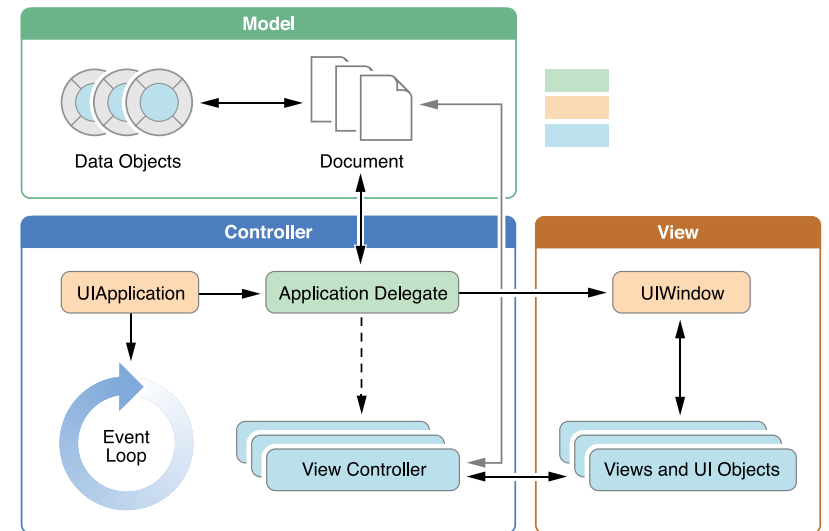 Model
Data Objects
Document
Controller
View
UIApplication
Application Delegate
UIWindow
Event
Loop
View Controller
Views and UI Objects